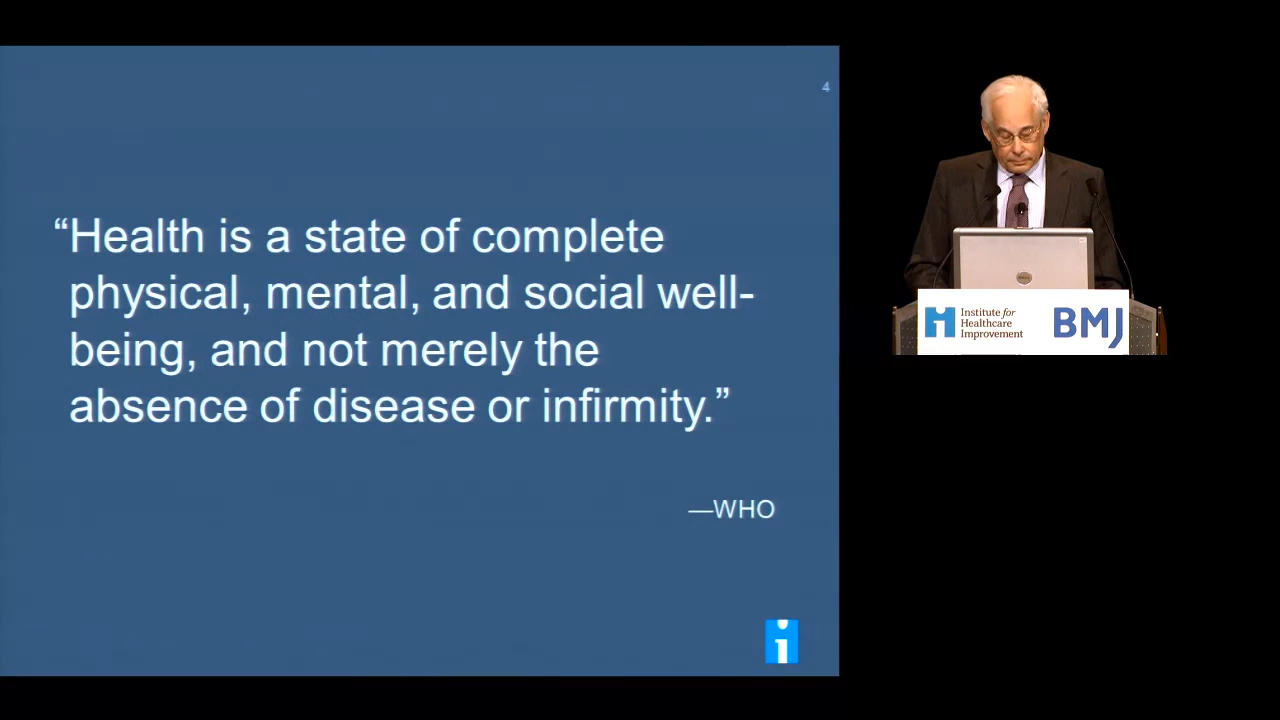 4
“Health is a state of complete
physical, mental, and social well-
being, and not merely the
absence of disease or infirmity.”
—WHO
i
Institute for
Healthcare
Improvement
BMJ